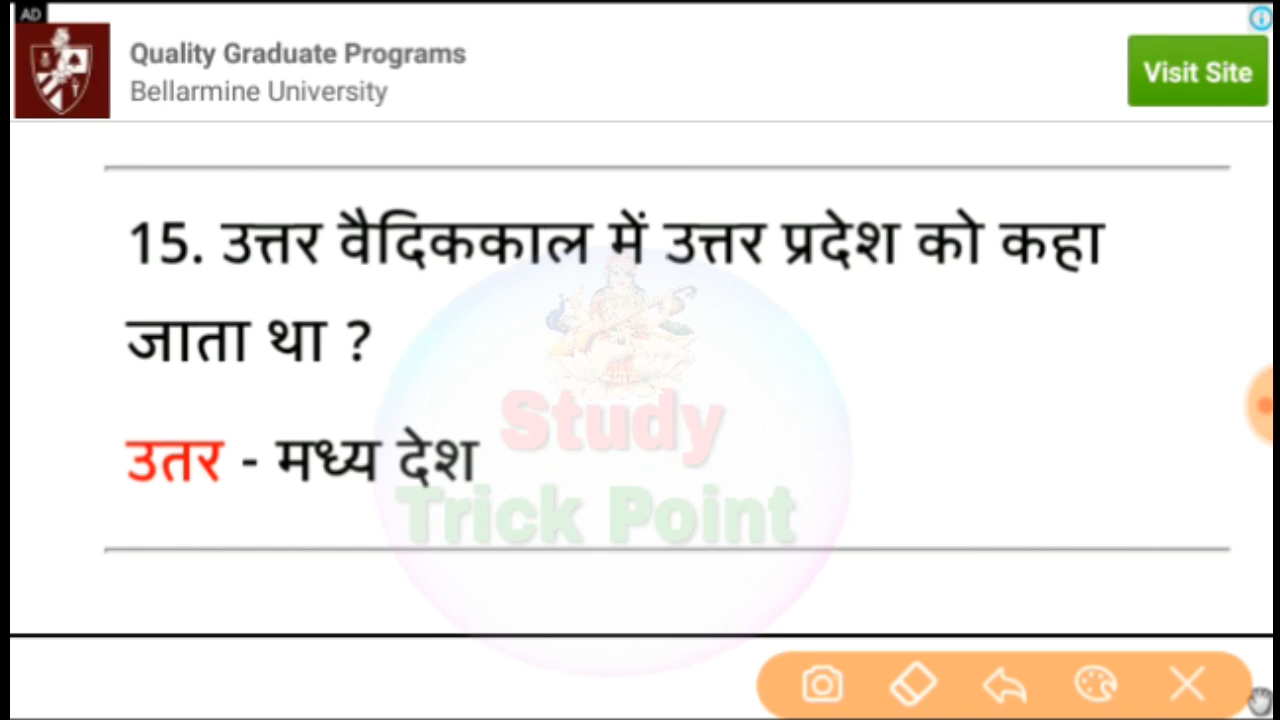 AD
Quality Graduate Programs
Bellarmine University
Visit Site
15. उत्तर वैदिककाल में उत्तर प्रदेश को कहा
जाता था ?
उतर - मध्य देश
Study
Trick Point